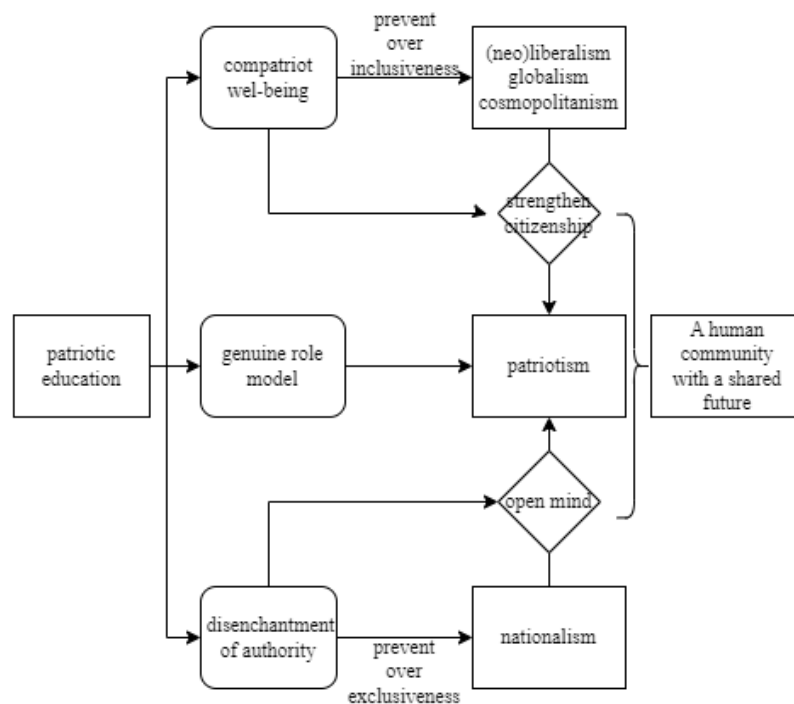 prevent
over
inclusiveness
compatriot
wel-being
(neo)liberalism
globalism
cosmopolitanism
strengthen
citizenship
patriotic
education
genuine role
model
patriotism
A human
community
with a shared
future
open mind
disenchantment
of authority
prevent
over
exclusiveness
nationalism